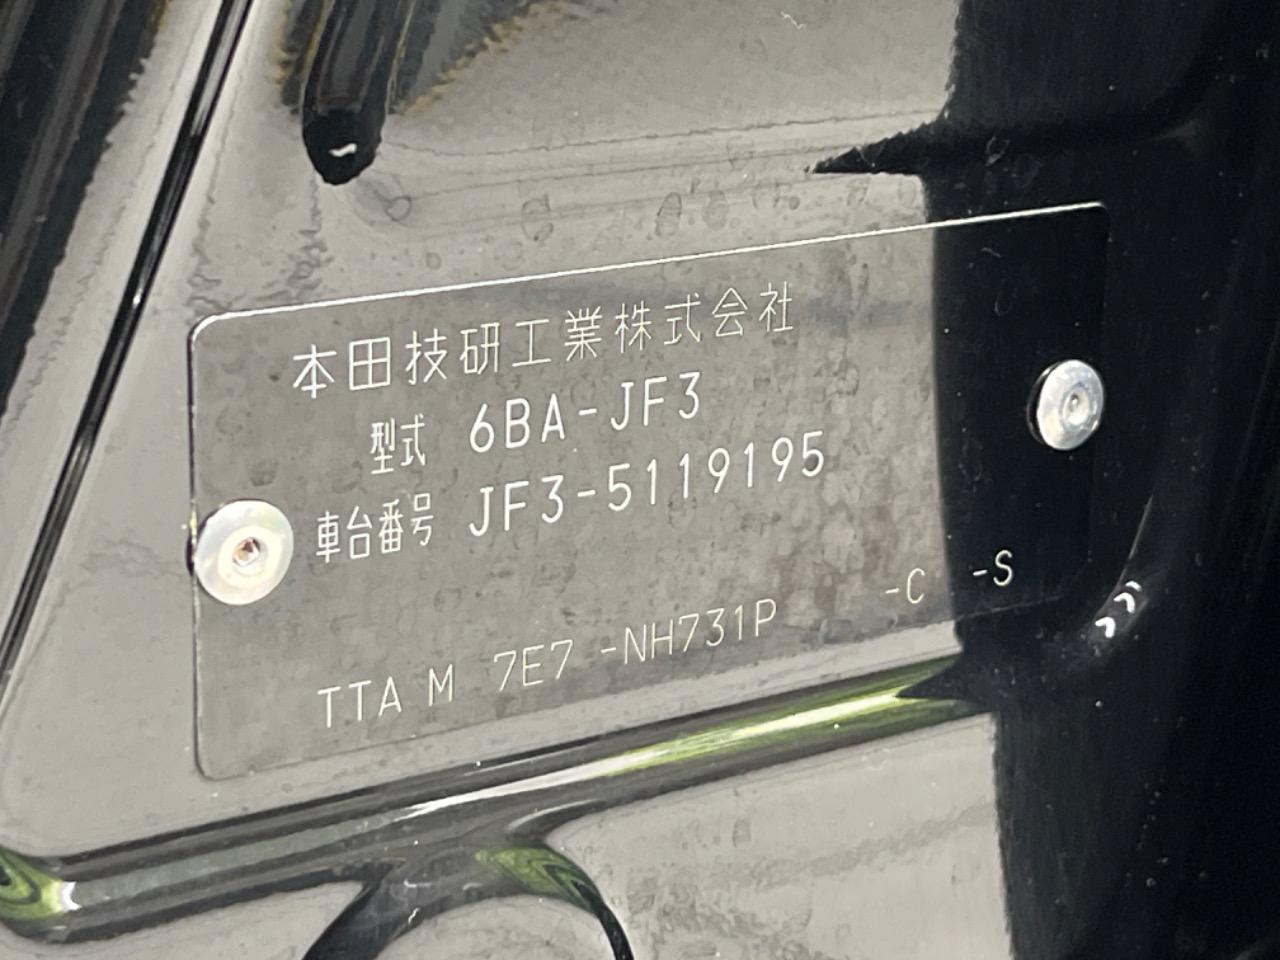 本田技研工業株式会社
型式 6BA-JF3
車台番号 JF3-5119195
TTA M 7E7 -NH731P -C -S